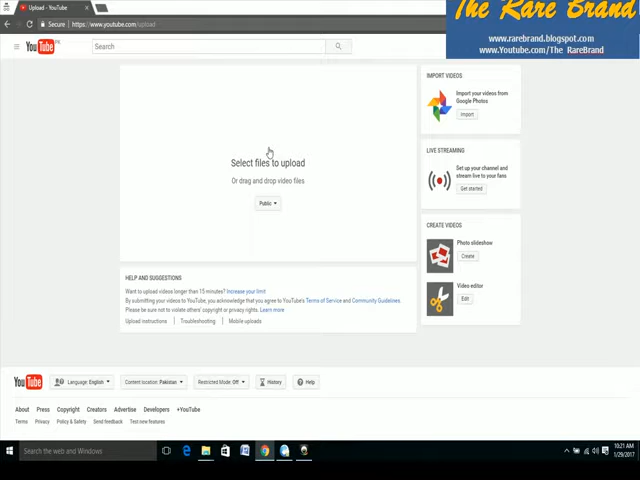 Upload - YouTube
Secure
https://www.youtube.com/upload
The Rare Brand
www.rarebrand.blogspot.com
www.Youtube.com/The RareBrand
YouTube PK
Search
IMPORT VIDEOS
Import your videos from
Google Photos
Import
LIVE STREAMING
Set up your channel and
stream live to your fans
Get started
Select files to upload
Or drag and drop video files
Public
CREATE VIDEOS
Photo slideshow
Create
Video editor
Edit
HELP AND SUGGESTIONS
Want to upload videos longer than 15 minutes? Increase your limit
By submitting your videos to YouTube, you acknowledge that you agree to YouTube's Terms of Service and Community Guidelines.
Please be sure not to violate others' copyright or privacy rights. Learn more
Upload instructions
Troubleshooting
Mobile uploads
YouTube
Language: English
Content location: Pakistan
Restricted Mode: Off
History
Help
About Press Copyright Creators Advertise Developers +YouTube
Terms Privacy Policy & Safety Send feedback Test new features
Search the web and Windows
10:21 AM
1/29/2017